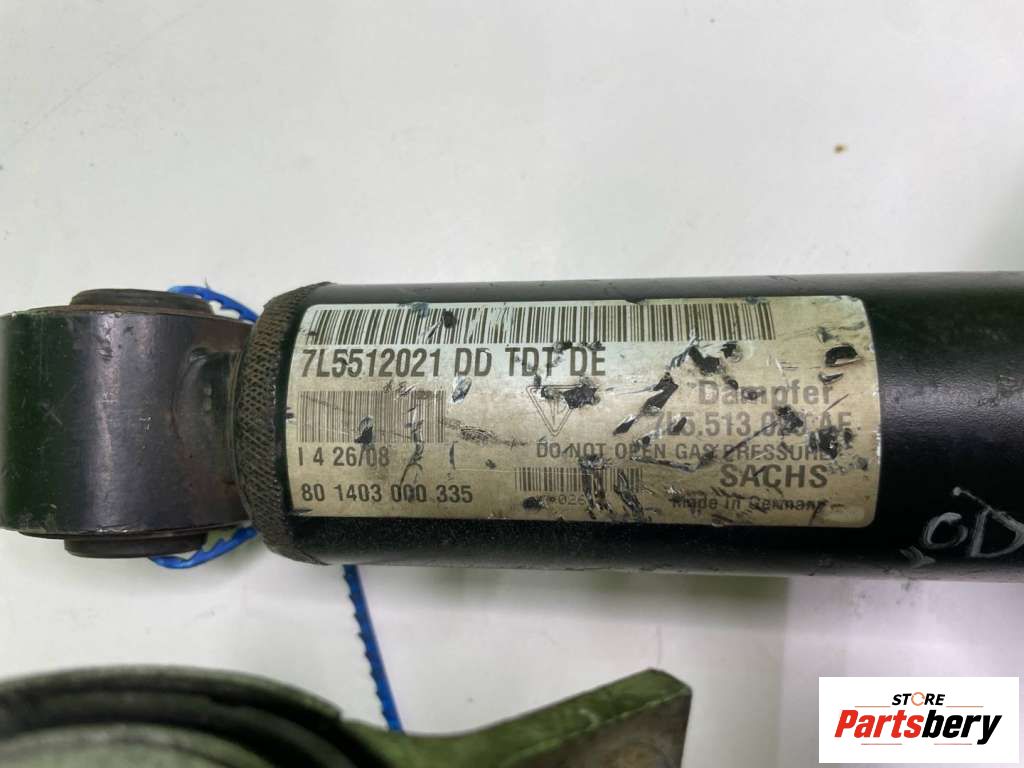 7L5512021 DD TDT DE
Dämpfer
DO NOT OPEN GAS PRESSURE
I 4 26/08
SACHS
80 1403 000 335
Made in Germany
STORE
Partsbery